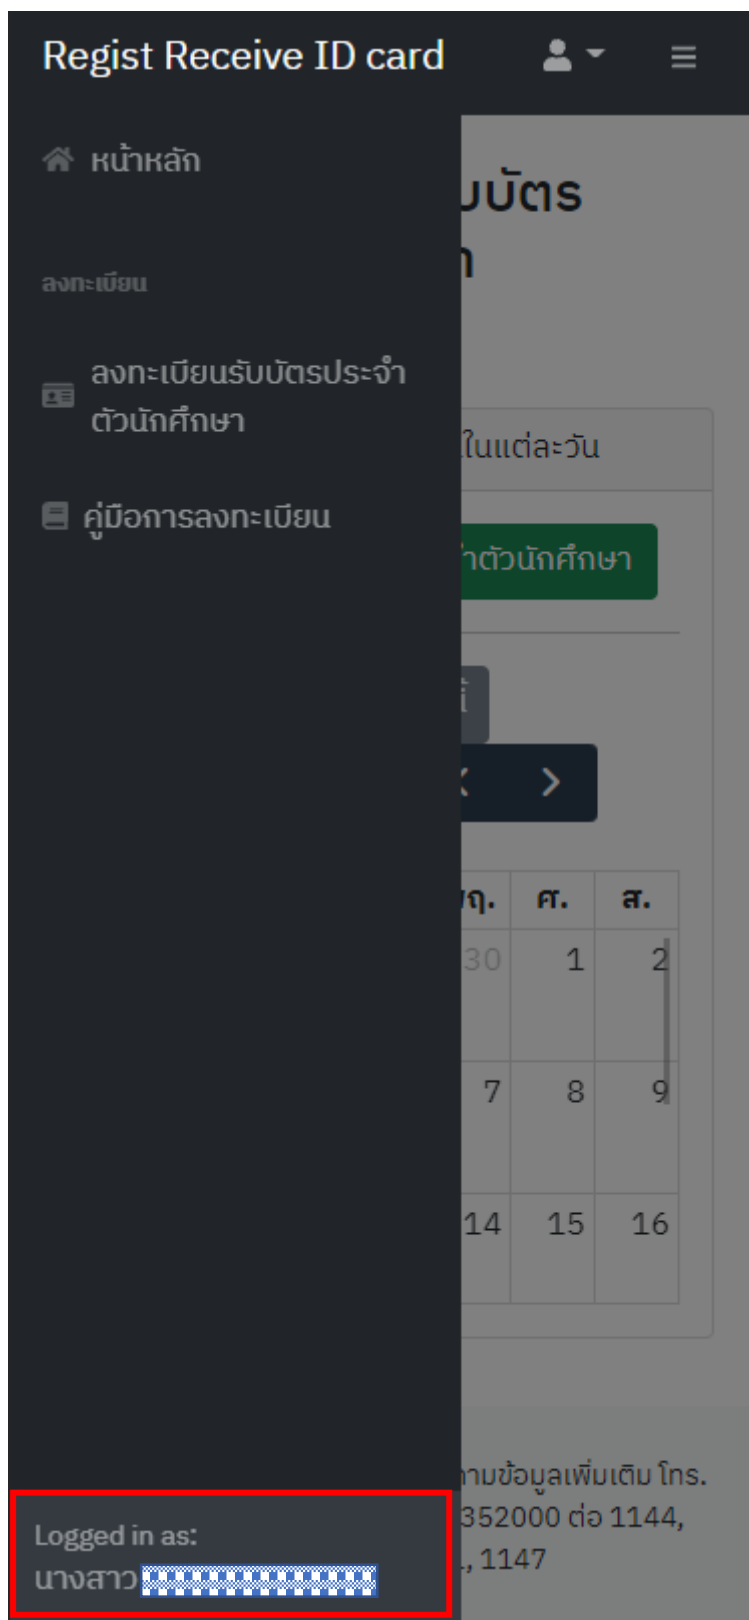 Regist Receive ID card
หน้าหลัก
ลงทะเบียน
ลงทะเบียนรับบัตรประจำ
ตัวนักศึกษา
คู่มือการลงทะเบียน
บัตร
ในแต่ละวัน
ตัวนักศึกษา
พฤ. ศ. ส.
30 1 2
7 8 9
14 15 16
ข้อมูลเพิ่มเติม โทร.
352000 ต่อ 1144,
, 1147
Logged in as:
นางสาว